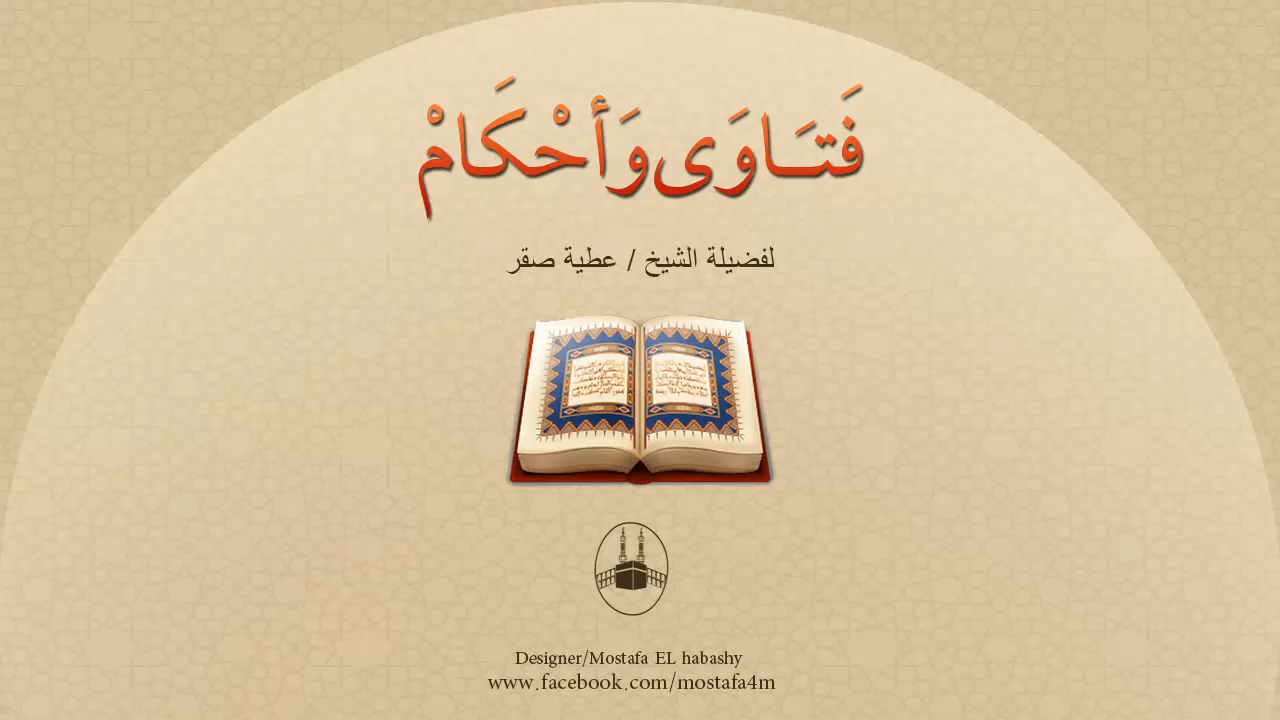 فَتَاوَى وَأَحْكَامْ
لفضيلة الشيخ / عطية صقر
Designer/Mostafa EL habashy
www.facebook.com/mostafa4m